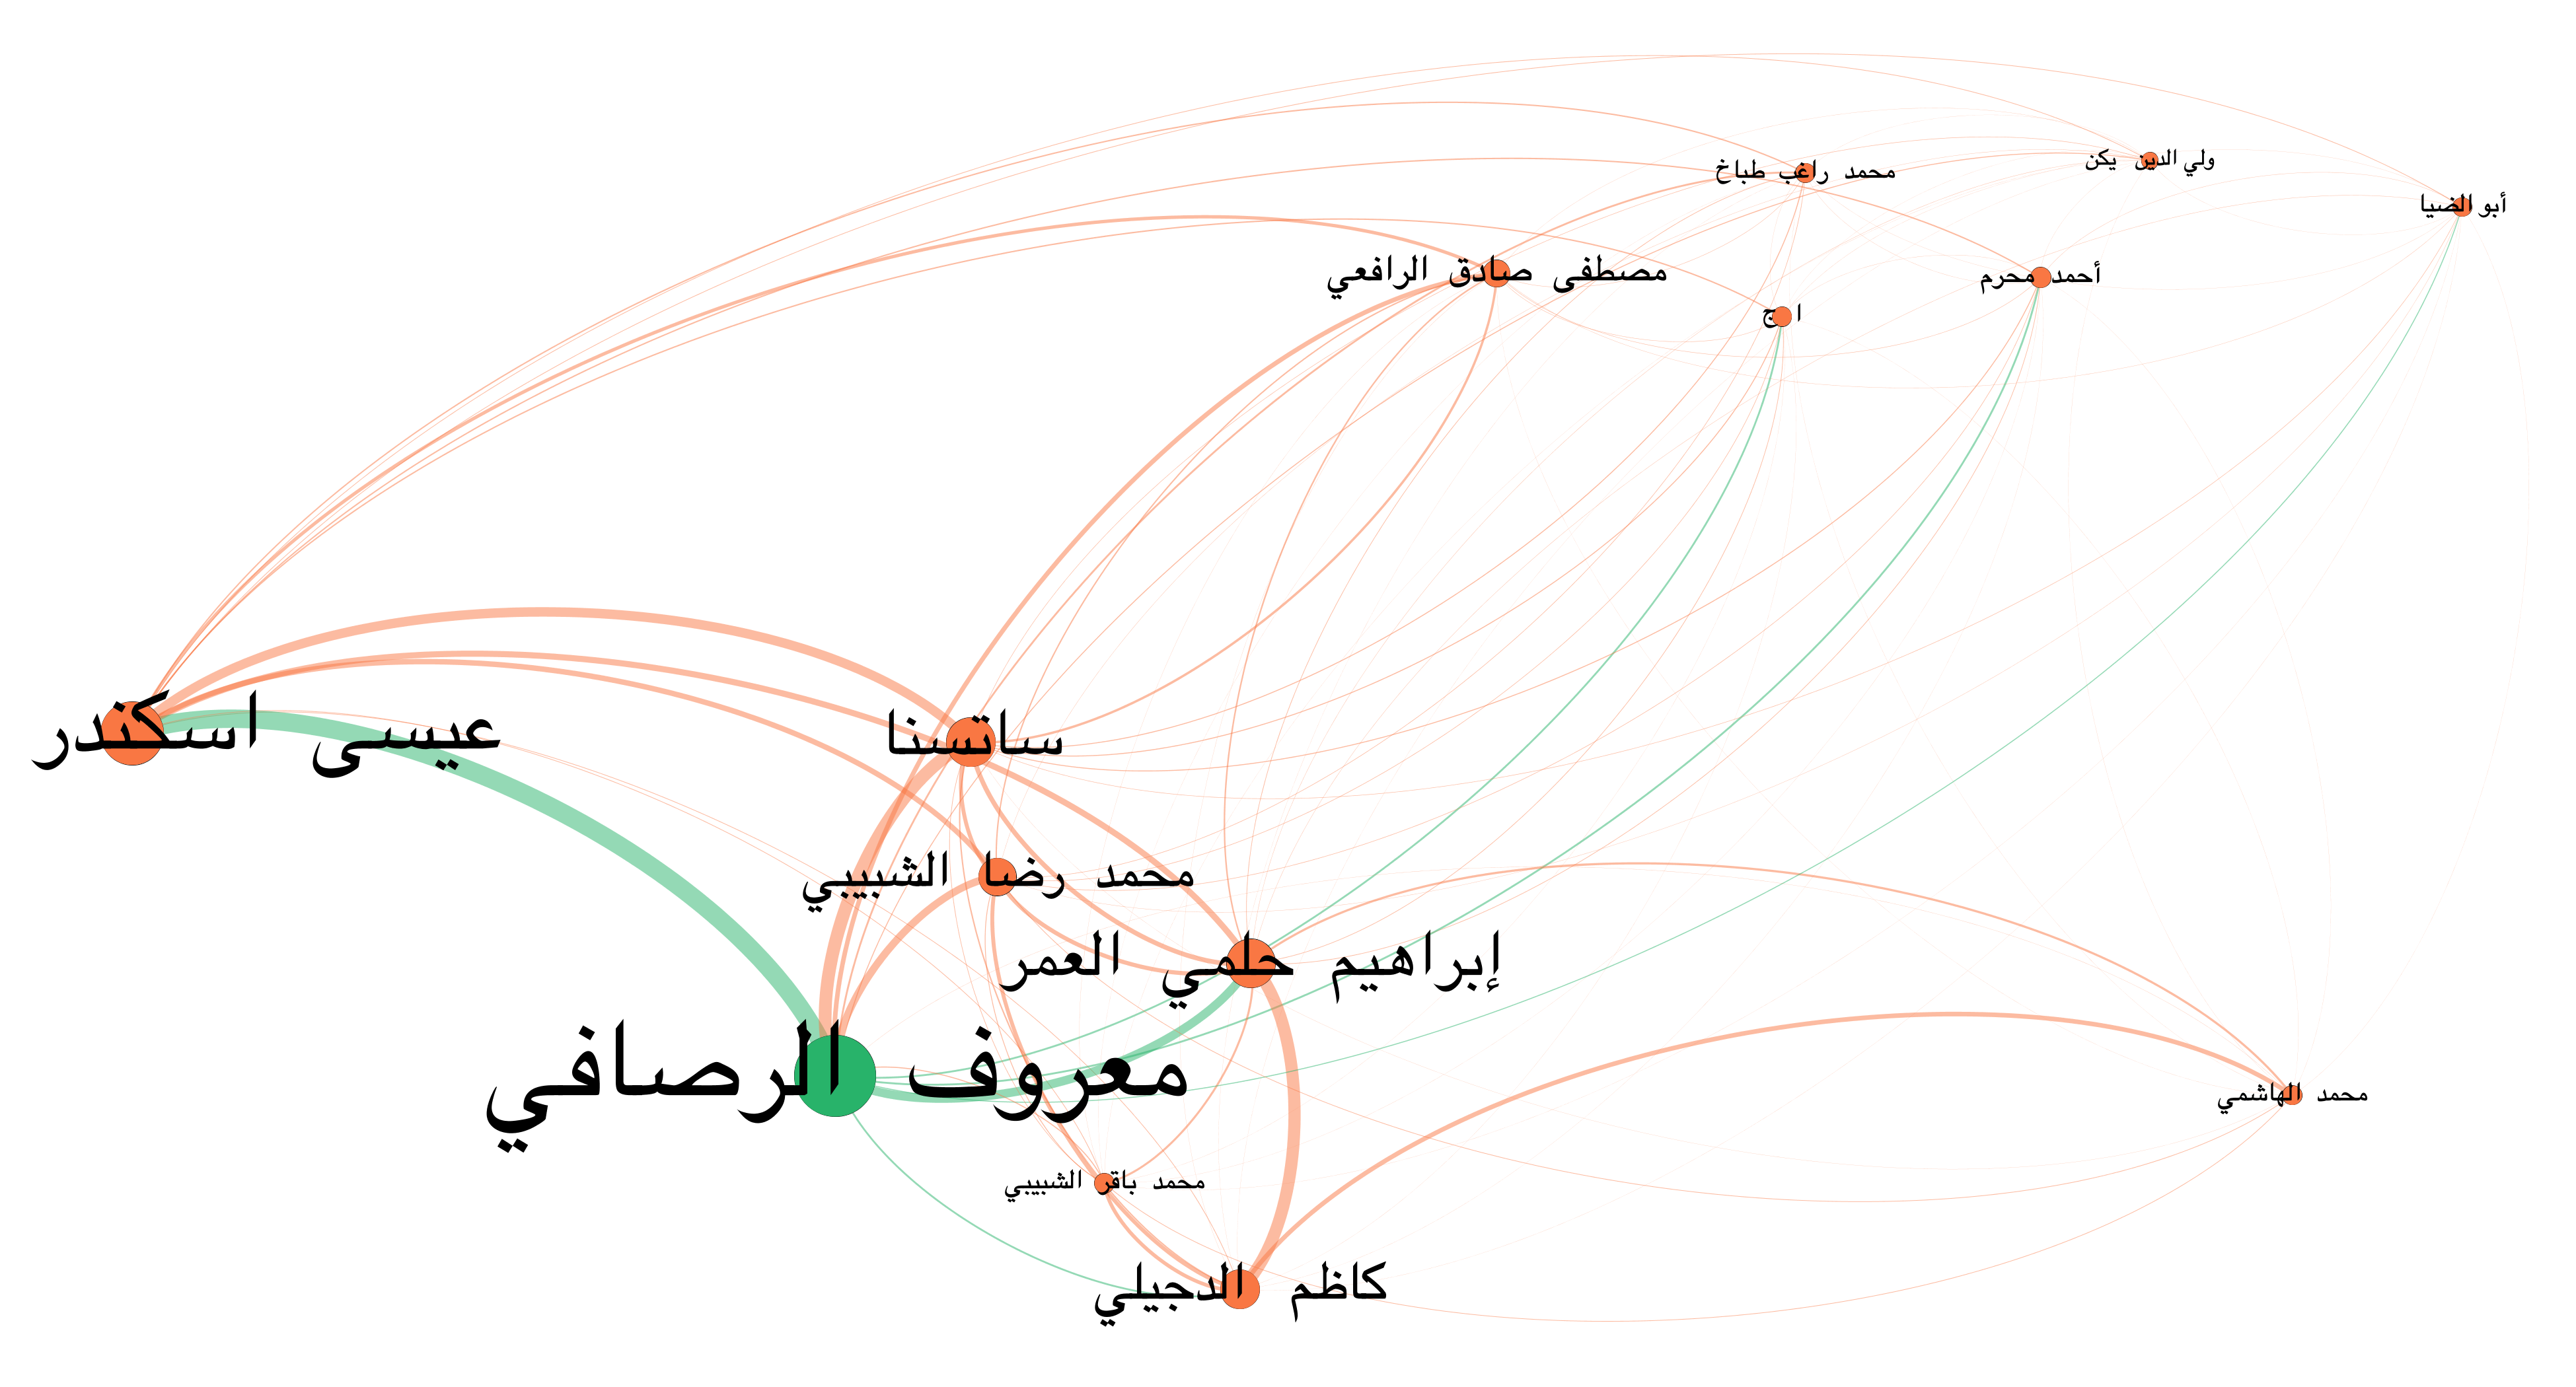 ولي الدين يكن
محمد راغب طباخ
أبو الضيا
مصطفى صادق الرافعي
أحمد محرم
ا ج
عيسى اسكندر
ساتسنا
محمد رضا الشبيبي
إبراهيم حلمي العمر
معروف الرصافي
محمد الهاشمي
محمد باقر الشبيبي
كاظم الدجيلي